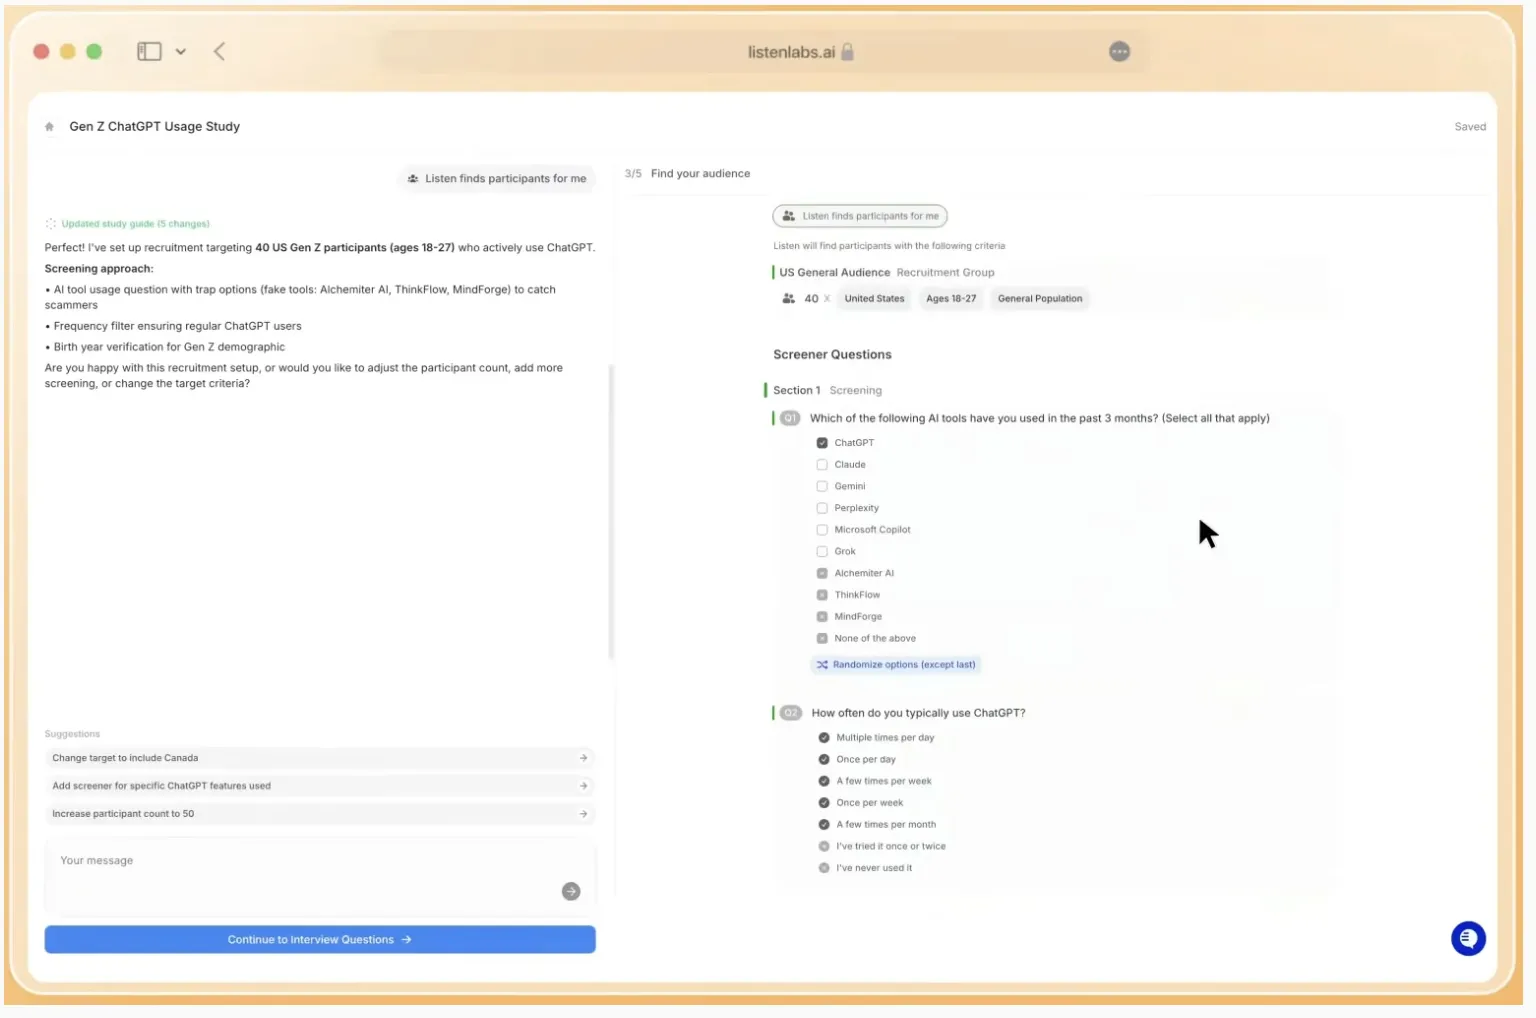 listenlabs.ai
Gen Z ChatGPT Usage Study
Saved
Listen finds participants for me
Updated study guide (5 changes)
Perfect! I've set up recruitment targeting 40 US Gen Z participants (ages 18-27) who actively use ChatGPT.
Screening approach:
• AI tool usage question with trap options (fake tools: Alchemiter AI, ThinkFlow, MindForge) to catch
scammers
• Frequency filter ensuring regular ChatGPT users
• Birth year verification for Gen Z demographic
Are you happy with this recruitment setup, or would you like to adjust the participant count, add more
screening, or change the target criteria?
Suggestions
Change target to include Canada
Add screener for specific ChatGPT features used
Increase participant count to 50
Your message
Continue to Interview Questions →
3/5 Find your audience
Listen finds participants for me
Listen will find participants with the following criteria
US General Audience Recruitment Group
40 X United States Ages 18-27 General Population
Screener Questions
Section 1 Screening
Q1 Which of the following AI tools have you used in the past 3 months? (Select all that apply)
ChatGPT
Claude
Gemini
Perplexity
Microsoft Copilot
Grok
Alchemiter AI
ThinkFlow
MindForge
None of the above
Randomize options (except last)
Q2 How often do you typically use ChatGPT?
Multiple times per day
Once per day
A few times per week
Once per week
A few times per month
I've tried it once or twice
I've never used it